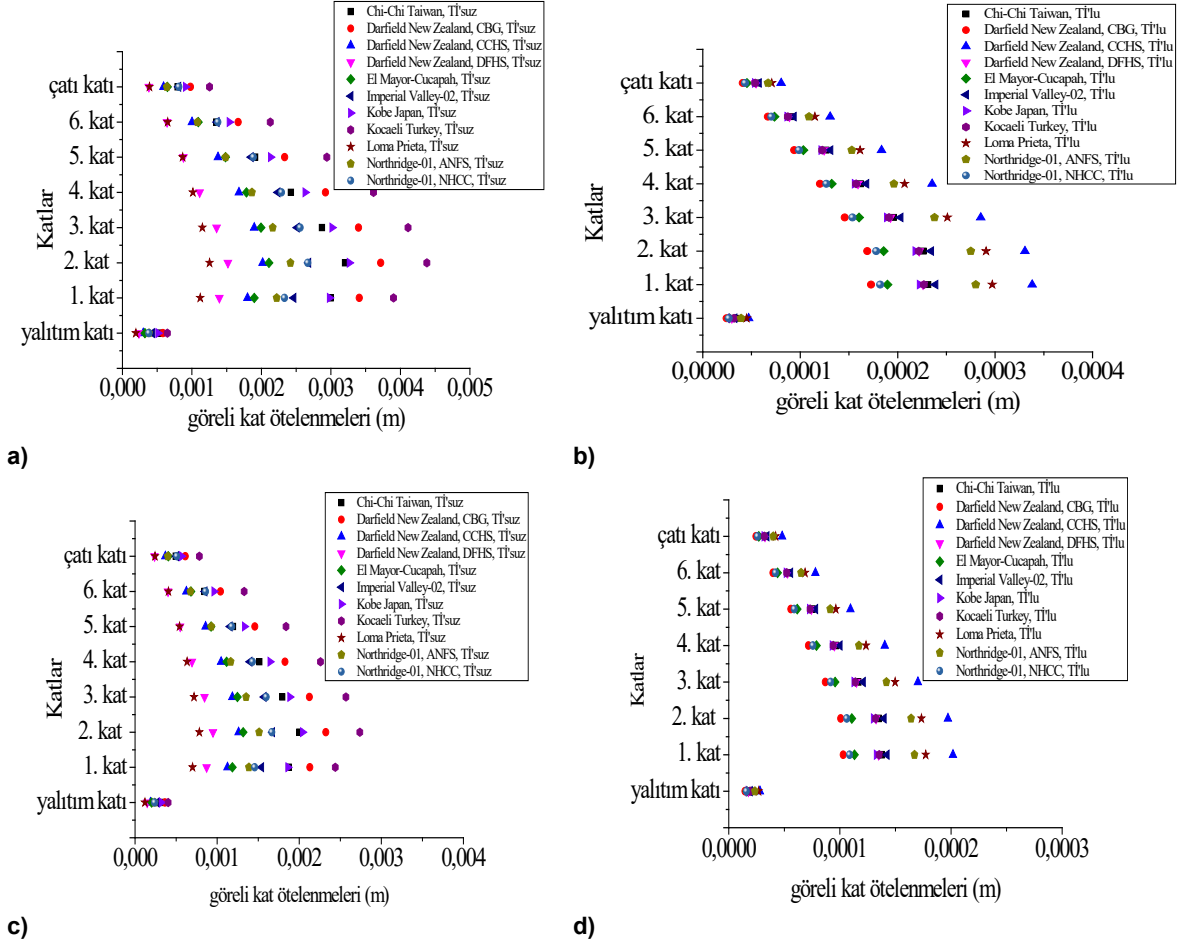 Chi-Chi Taiwan, Tİ'suz
Darfield New Zealand, CBG, Tİ'suz
Darfield New Zealand, CCHS, Tİ'suz
Darfield New Zealand, DFHS, Tİ'suz
El Mayor-Cucapah, Tİ'suz
Imperial Valley-02, Tİ'suz
Kobe Japan, Tİ'suz
Kocaeli Turkey, Tİ'suz
Loma Prieta, Tİ'suz
Northridge-01, ANFS, Tİ'suz
Northridge-01, NHCC, Tİ'suz
çatı katı
6. kat
5. kat
4. kat
3. kat
2. kat
1. kat
yalıtım katı
Katlar
0,000 0,001 0,002 0,003 0,004 0,005
göreli kat ötelenmeleri (m)
a)
Chi-Chi Taiwan, Tİ'lu
Darfield New Zealand, CBG, Tİ'lu
Darfield New Zealand, CCHS, Tİ'lu
Darfield New Zealand, DFHS, Tİ'lu
El Mayor-Cucapah, Tİ'lu
Imperial Valley-02, Tİ'lu
Kobe Japan, Tİ'lu
Kocaeli Turkey, Tİ'lu
Loma Prieta, Tİ'lu
Northridge-01, ANFS, Tİ'lu
Northridge-01, NHCC, Tİ'lu
çatı katı
6. kat
5. kat
4. kat
3. kat
2. kat
1. kat
yalıtım katı
Katlar
0,0000 0,0001 0,0002 0,0003 0,0004
göreli kat ötelenmeleri (m)
b)
Chi-Chi Taiwan, Tİ'suz
Darfield New Zealand, CBG, Tİ'suz
Darfield New Zealand, CCHS, Tİ'suz
Darfield New Zealand, DFHS, Tİ'suz
El Mayor-Cucapah, Tİ'suz
Imperial Valley-02, Tİ'suz
Kobe Japan, Tİ'suz
Kocaeli Turkey, Tİ'suz
Loma Prieta, Tİ'suz
Northridge-01, ANFS, Tİ'suz
Northridge-01, NHCC, Tİ'suz
çatı katı
6. kat
5. kat
4. kat
3. kat
2. kat
1. kat
yalıtım katı
Katlar
0,000 0,001 0,002 0,003 0,004
göreli kat ötelenmeleri (m)
c)
Chi-Chi Taiwan, Tİ'lu
Darfield New Zealand, CBG, Tİ'lu
Darfield New Zealand, CCHS, Tİ'lu
Darfield New Zealand, DFHS, Tİ'lu
El Mayor-Cucapah, Tİ'lu
Imperial Valley-02, Tİ'lu
Kobe Japan, Tİ'lu
Kocaeli Turkey, Tİ'lu
Loma Prieta, Tİ'lu
Northridge-01, ANFS, Tİ'lu
Northridge-01, NHCC, Tİ'lu
çatı katı
6. kat
5. kat
4. kat
3. kat
2. kat
1. kat
yalıtım katı
Katlar
0,0000 0,0001 0,0002 0,0003
göreli kat ötelenmeleri (m)
d)